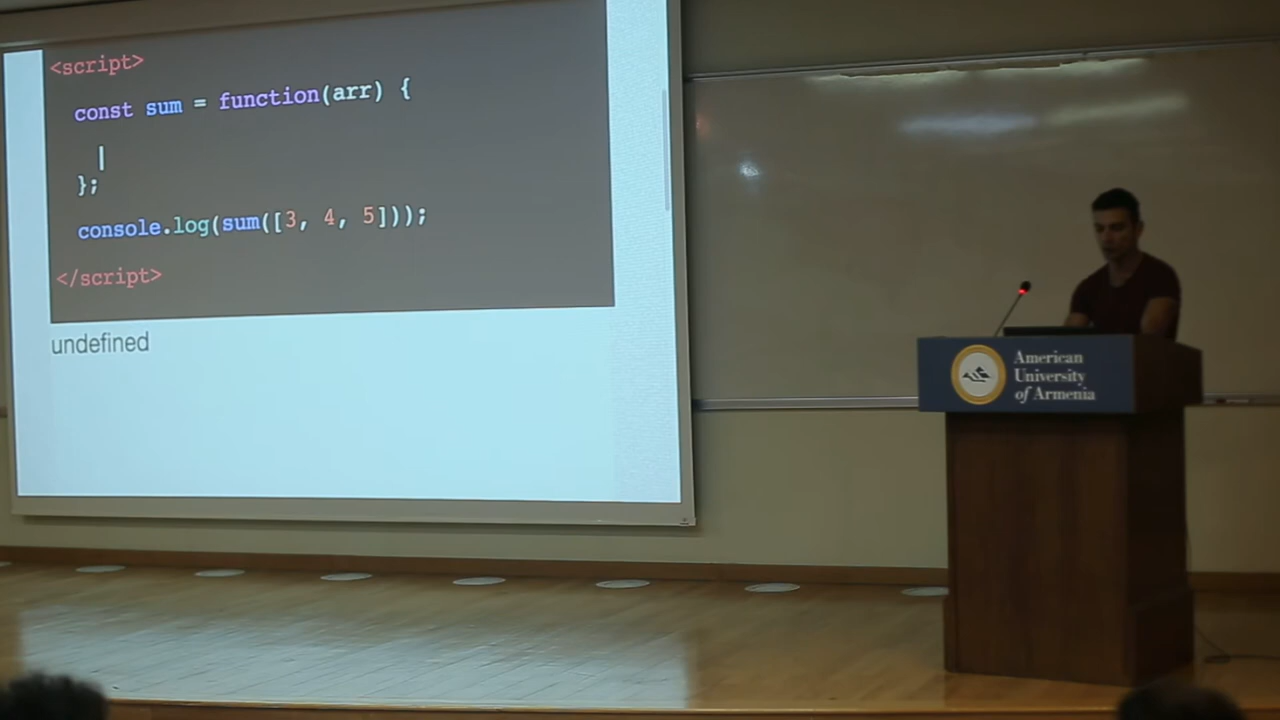 <script>
const sum = function(arr) {
};
console.log(sum([3, 4, 5]));
</script>
undefined
American
University
of Armenia